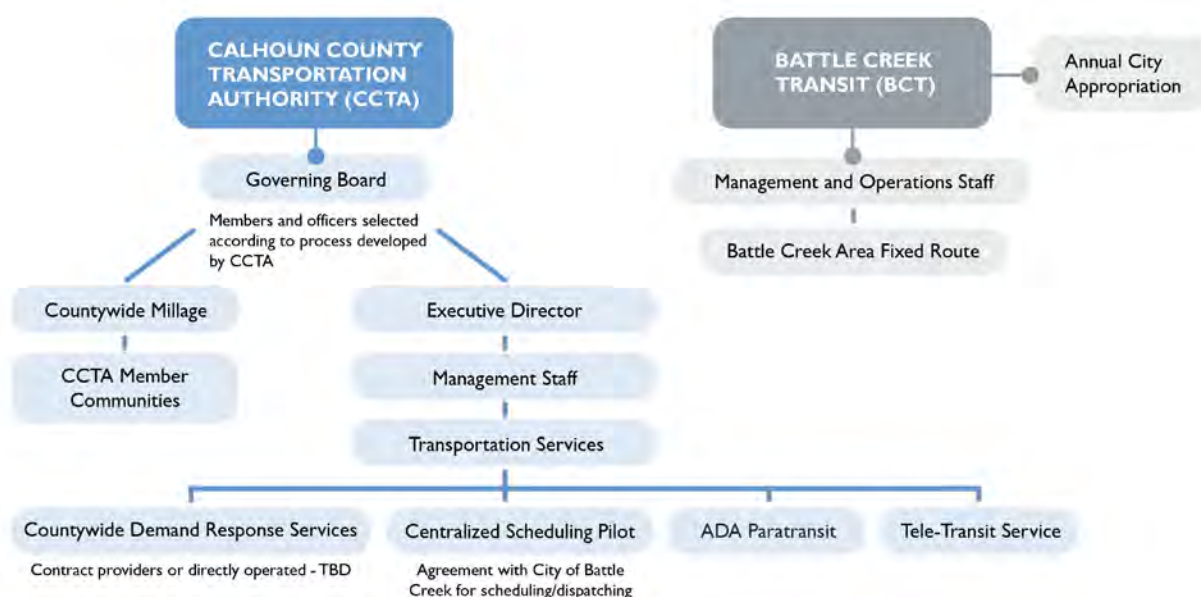 CALHOUN COUNTY
TRANSPORTATION
AUTHORITY (CCTA)
BATTLE CREEK
TRANSIT (BCT)
Annual City
Appropriation
Governing Board
Members and officers selected
according to process developed
by CCTA
Management and Operations Staff
Battle Creek Area Fixed Route
Countywide Millage
Executive Director
CCTA Member
Communities
Management Staff
Transportation Services
Countywide Demand Response Services
Contract providers or directly operated - TBD
Centralized Scheduling Pilot
Agreement with City of Battle
Creek for scheduling/dispatching
ADA Paratransit
Tele-Transit Service